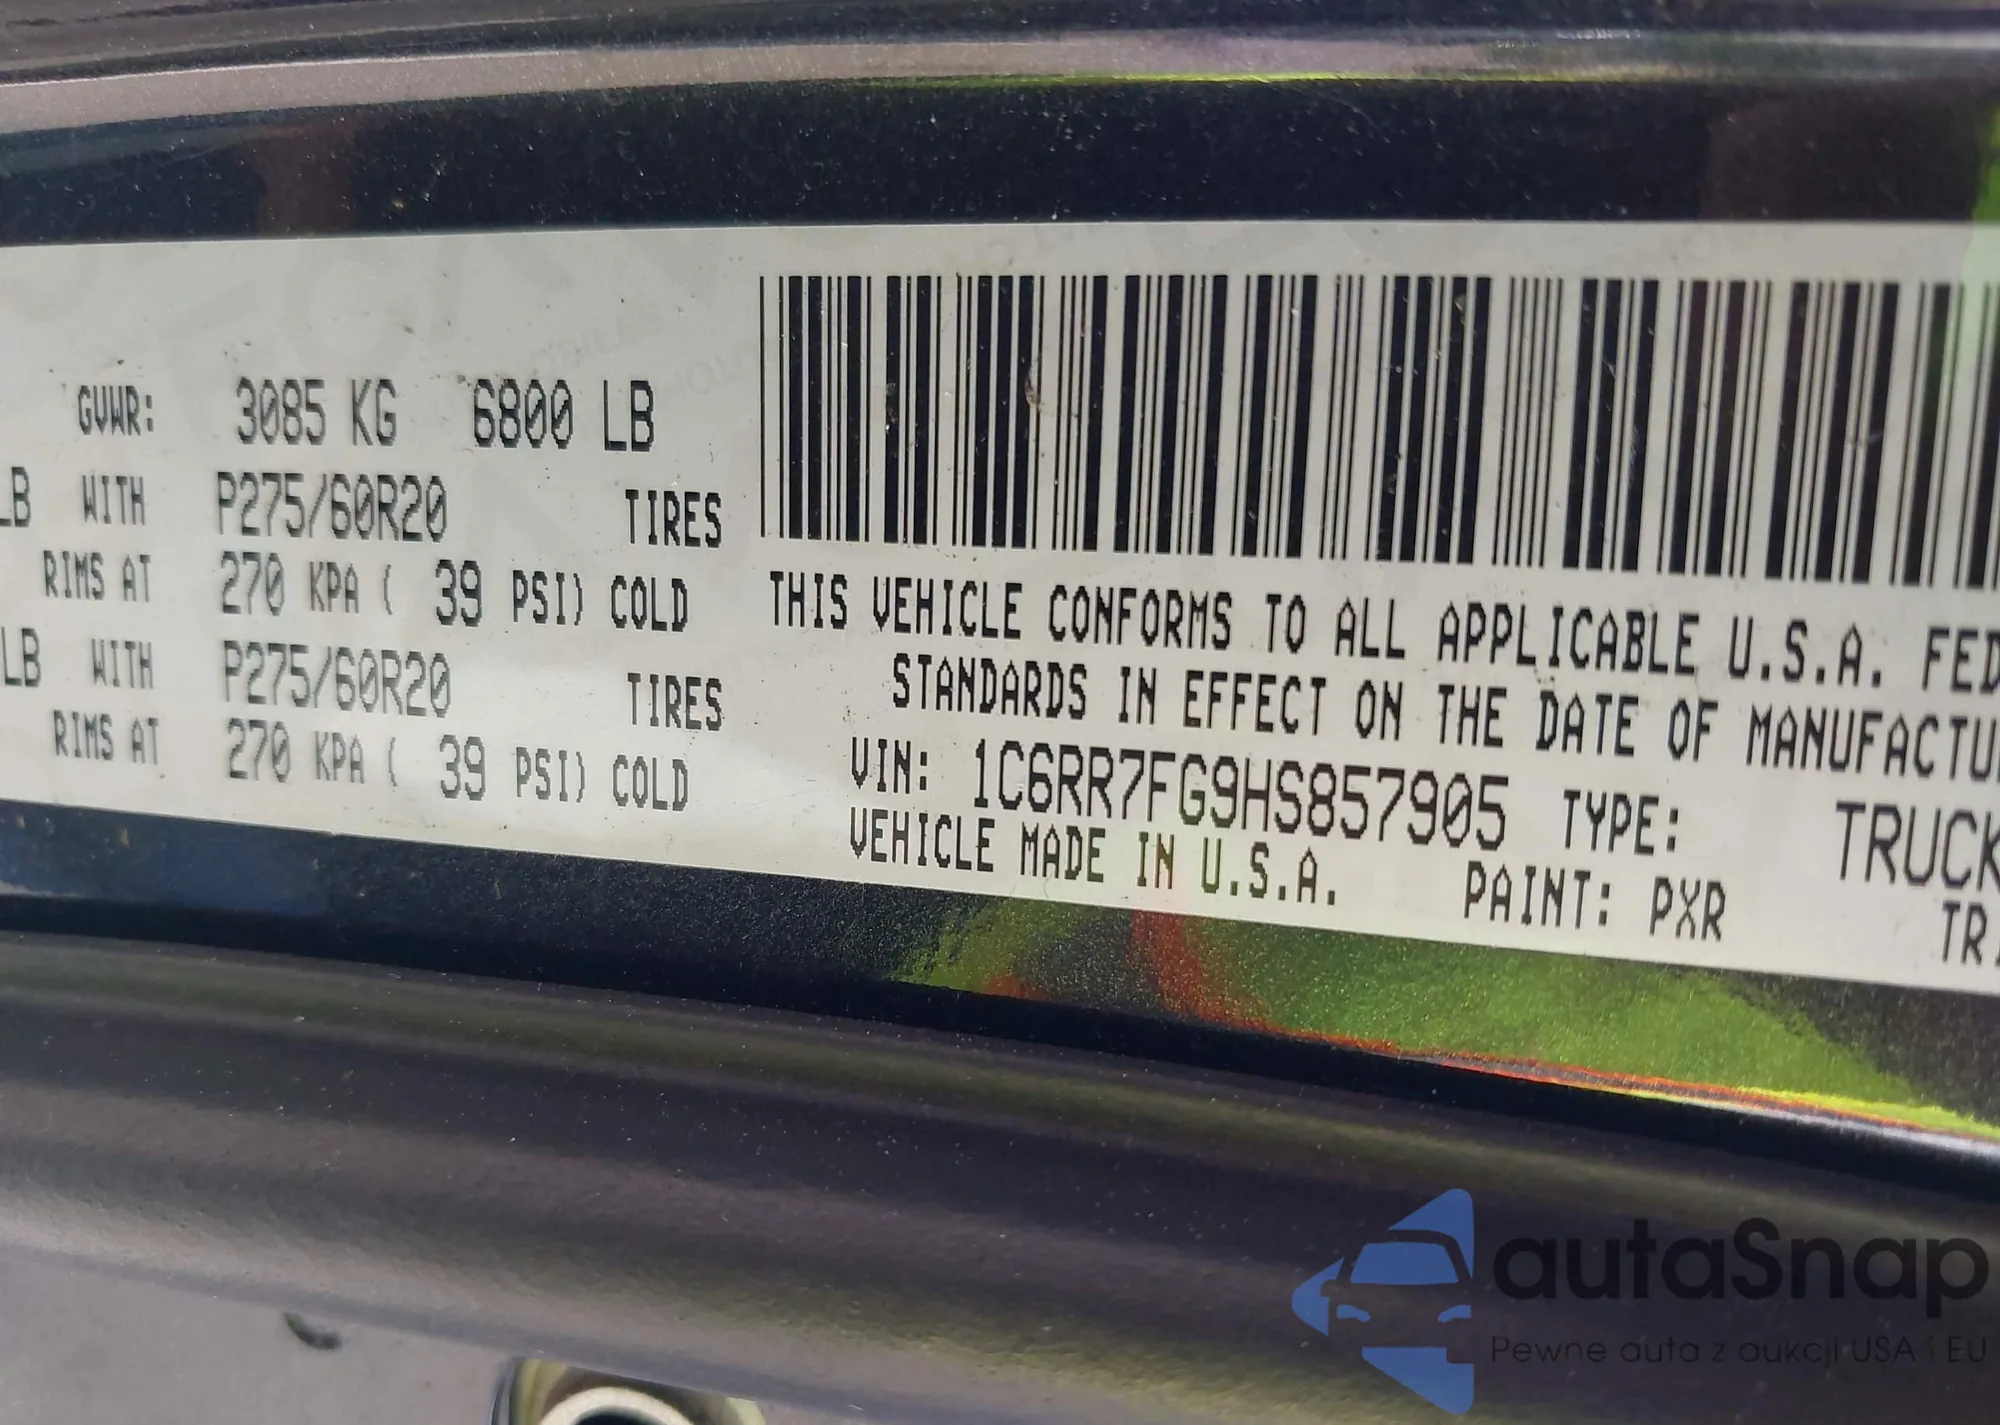 GVWR: 3085 KG 6800 LB
LB WITH P275/60R20 TIRES
RIMS AT 270 KPA ( 39 PSI) COLD
LB WITH P275/60R20 TIRES
RIMS AT 270 KPA ( 39 PSI) COLD
THIS VEHICLE CONFORMS TO ALL APPLICABLE U.S.A. FED
STANDARDS IN EFFECT ON THE DATE OF MANUFACTU
VIN: 1C6RR7FG9HS857905 TYPE: TRUCK
VEHICLE MADE IN U.S.A. PAINT: PXR TR
autaSnap
Pewne auta z aukcji USA i EU